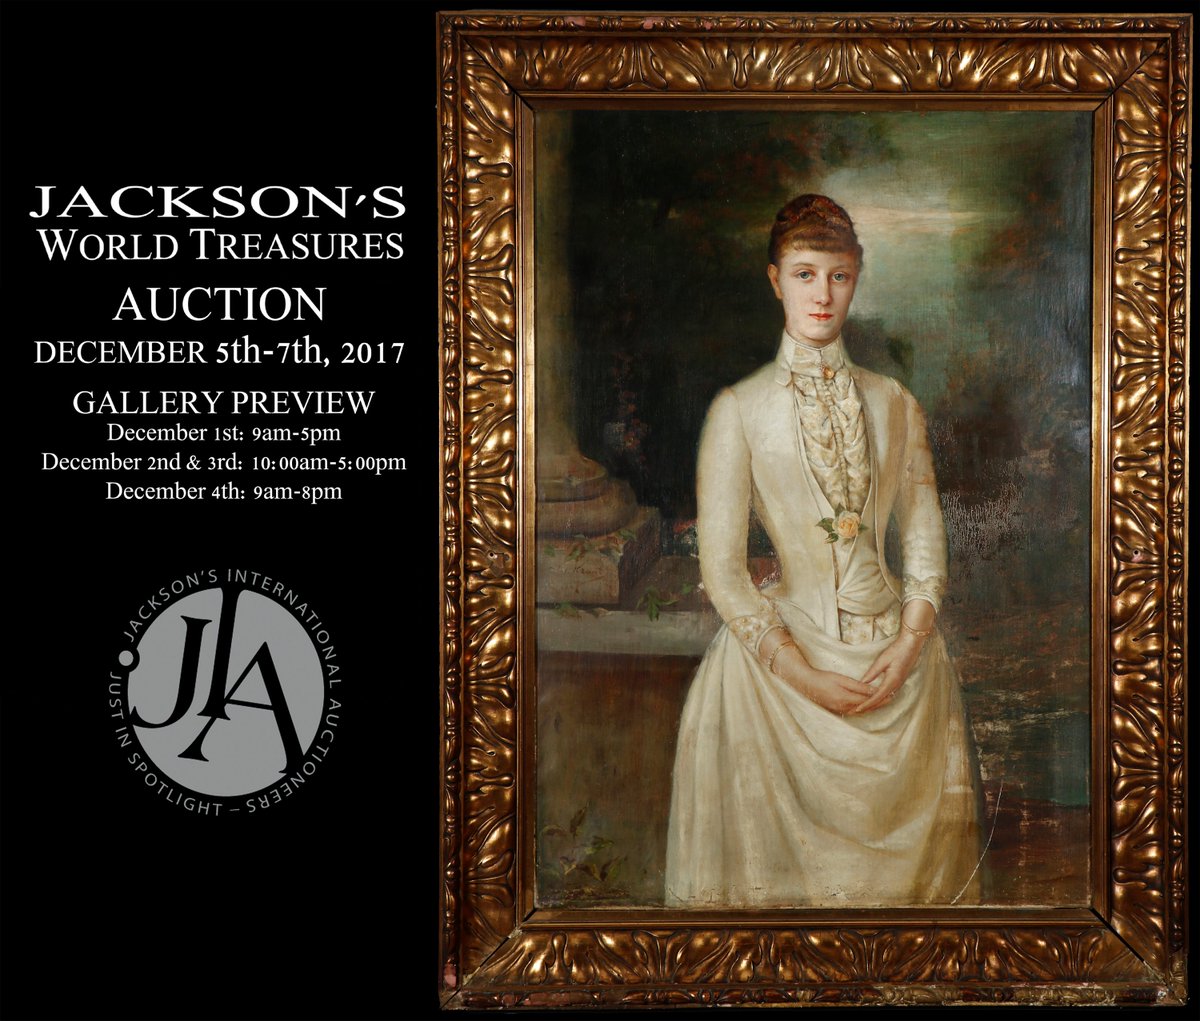 JACKSON'S
WORLD TREASURES
AUCTION
DECEMBER 5th-7th, 2017
GALLERY PREVIEW
December 1st: 9am-5pm
December 2nd & 3rd: 10:00am-5:00pm
December 4th: 9am-8pm
JACKSON'S INTERNATIONAL AUCTIONEERS –
JUST IN SPOTLIGHT
JIA